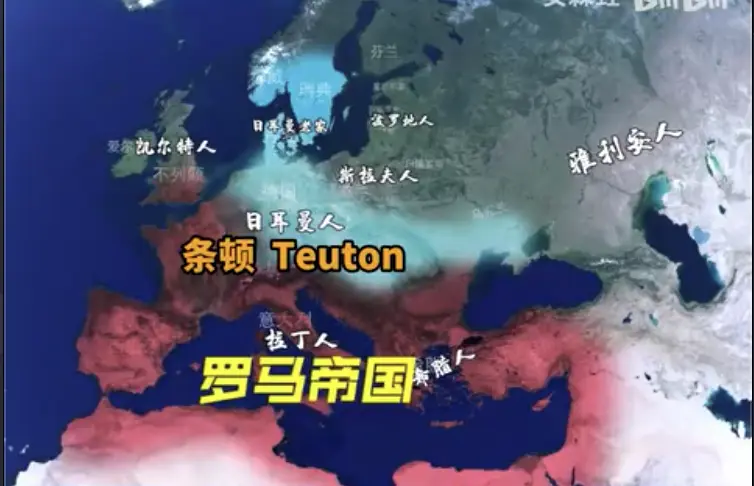 芬兰
瑞典
日耳曼老家
波罗地人
凯尔特人
雅利安人
不列颠
斯拉夫人
德国
日耳曼人
条顿 Teuton
意大利
拉丁人
希腊人
罗马帝国